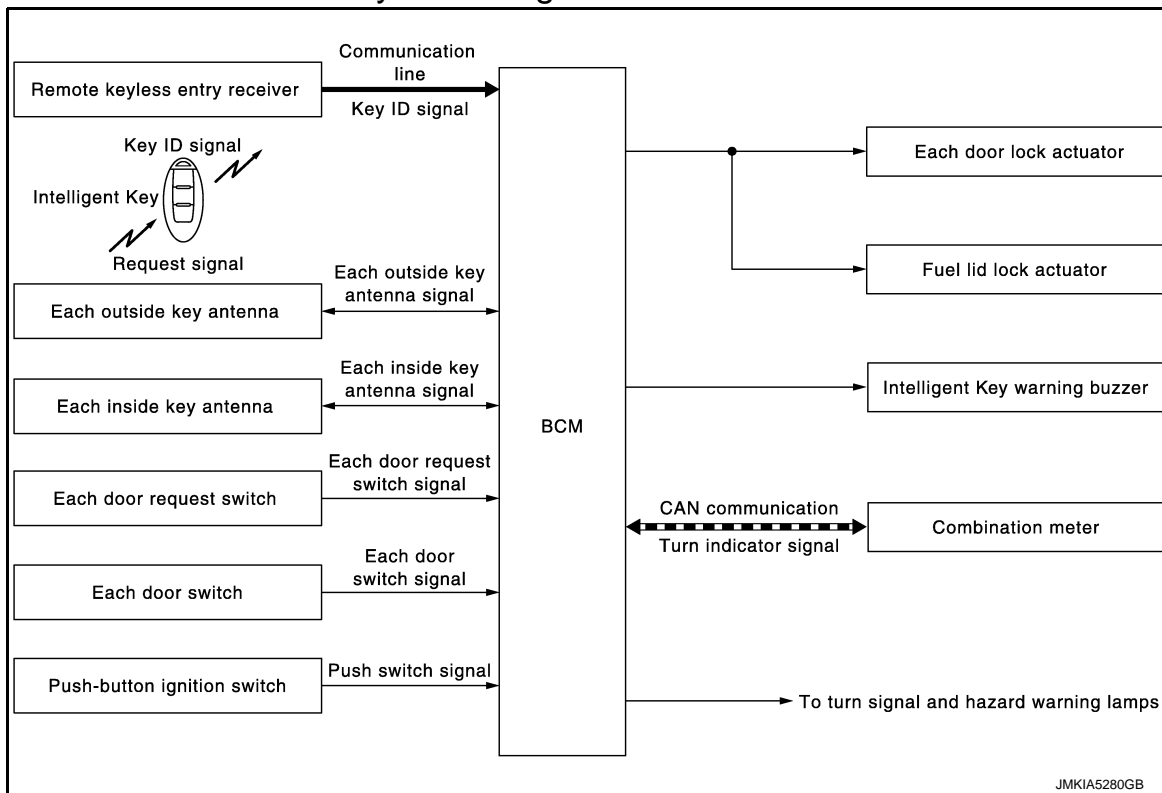 Communication
line
Remote keyless entry receiver
Key ID signal
Key ID signal
Intelligent Key
Request signal
Each outside key
antenna signal
Each outside key antenna
Each inside key
antenna signal
Each inside key antenna
Each door request
switch signal
Each door request switch
Each door
switch signal
Each door switch
Push switch signal
Push-button ignition switch
BCM
Each door lock actuator
Fuel lid lock actuator
Intelligent Key warning buzzer
CAN communication
Turn indicator signal
Combination meter
To turn signal and hazard warning lamps
JMKIA5280GB